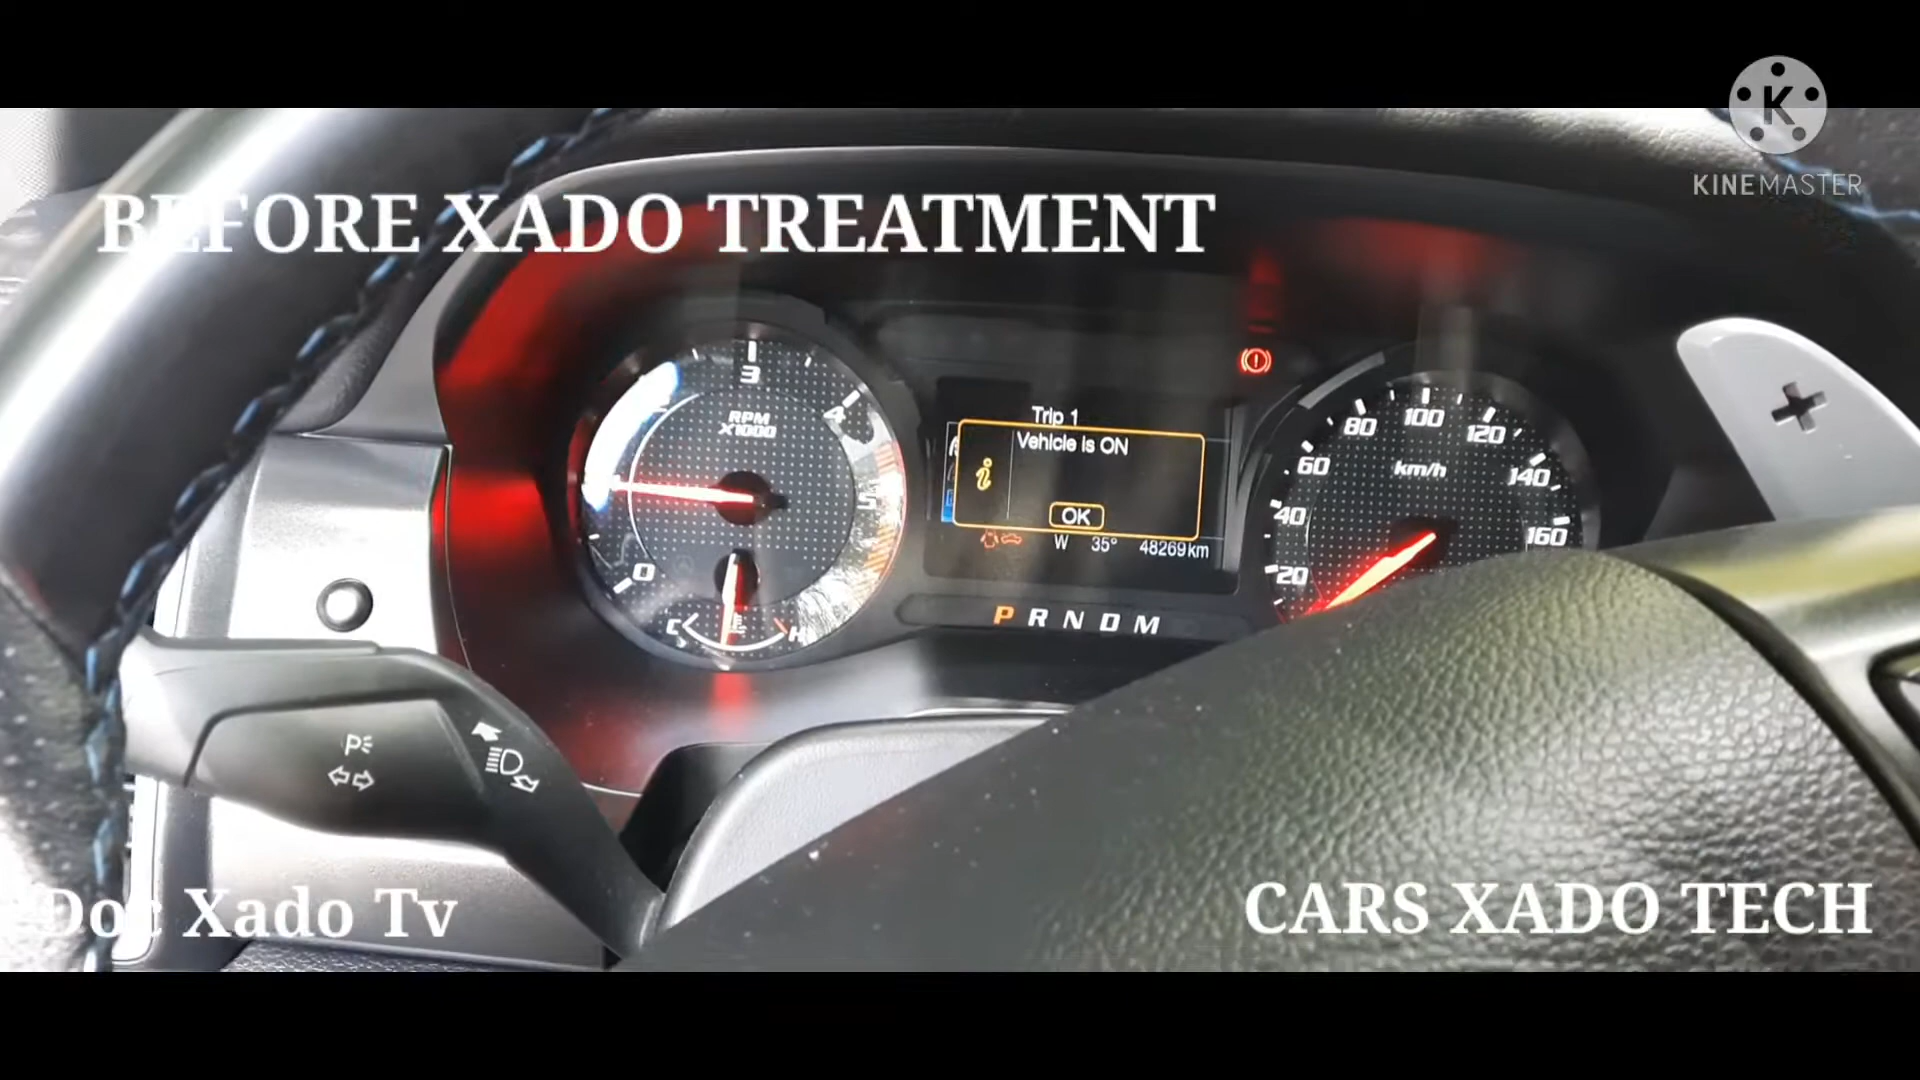 K
KINEMASTER
BEFORE XADO TREATMENT
3
4
RPM
X1000
5
0
C H
Trip 1
Vehicle is ON
i
OK
W 35° 48269km
P R N D M
20
40
60
80
100
120
140
160
km/h
Doc Xado Tv
CARS XADO TECH